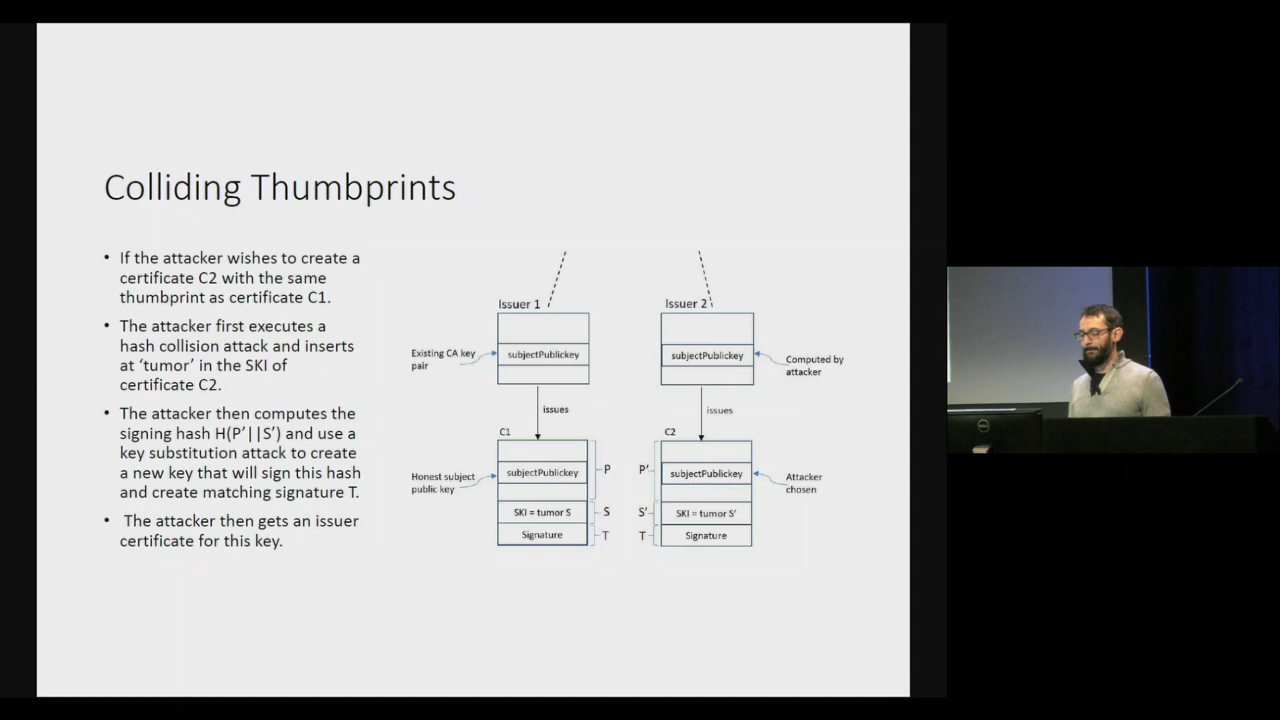 Colliding Thumbprints
• If the attacker wishes to create a
certificate C2 with the same
thumbprint as certificate C1.
• The attacker first executes a
hash collision attack and inserts
at ‘tumor’ in the SKI of
certificate C2.
• The attacker then computes the
signing hash H(P’||S’) and use a
key substitution attack to create
a new key that will sign this hash
and create matching signature T.
• The attacker then gets an issuer
certificate for this key.
Issuer 1
Existing CA key
pair
subjectPublickey
issues
C1
Honest subject
public key
subjectPublickey
P
SKI = tumor S
S
Signature
T
Issuer 2
subjectPublickey
Computed by
attacker
issues
C2
P’
subjectPublickey
Attacker
chosen
S’
SKI = tumor S’
T
Signature
DELL